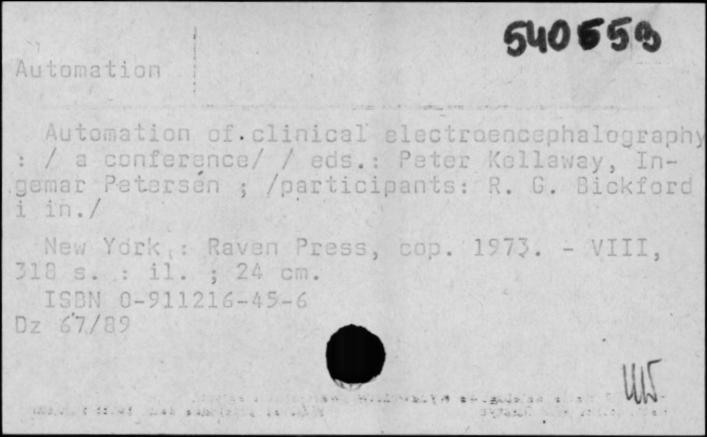 540559
Automation
Automation of clinical electroencephalography
: / a conference/ / eds.: Peter Kellaway, In-
gemar Petersén ; /participants: R. G. Bickford
i in./
New York : Raven Press, cop. 1973. - VIII,
318 s. : il. ; 24 cm.
ISBN 0-911216-45-6
Dz 67/89